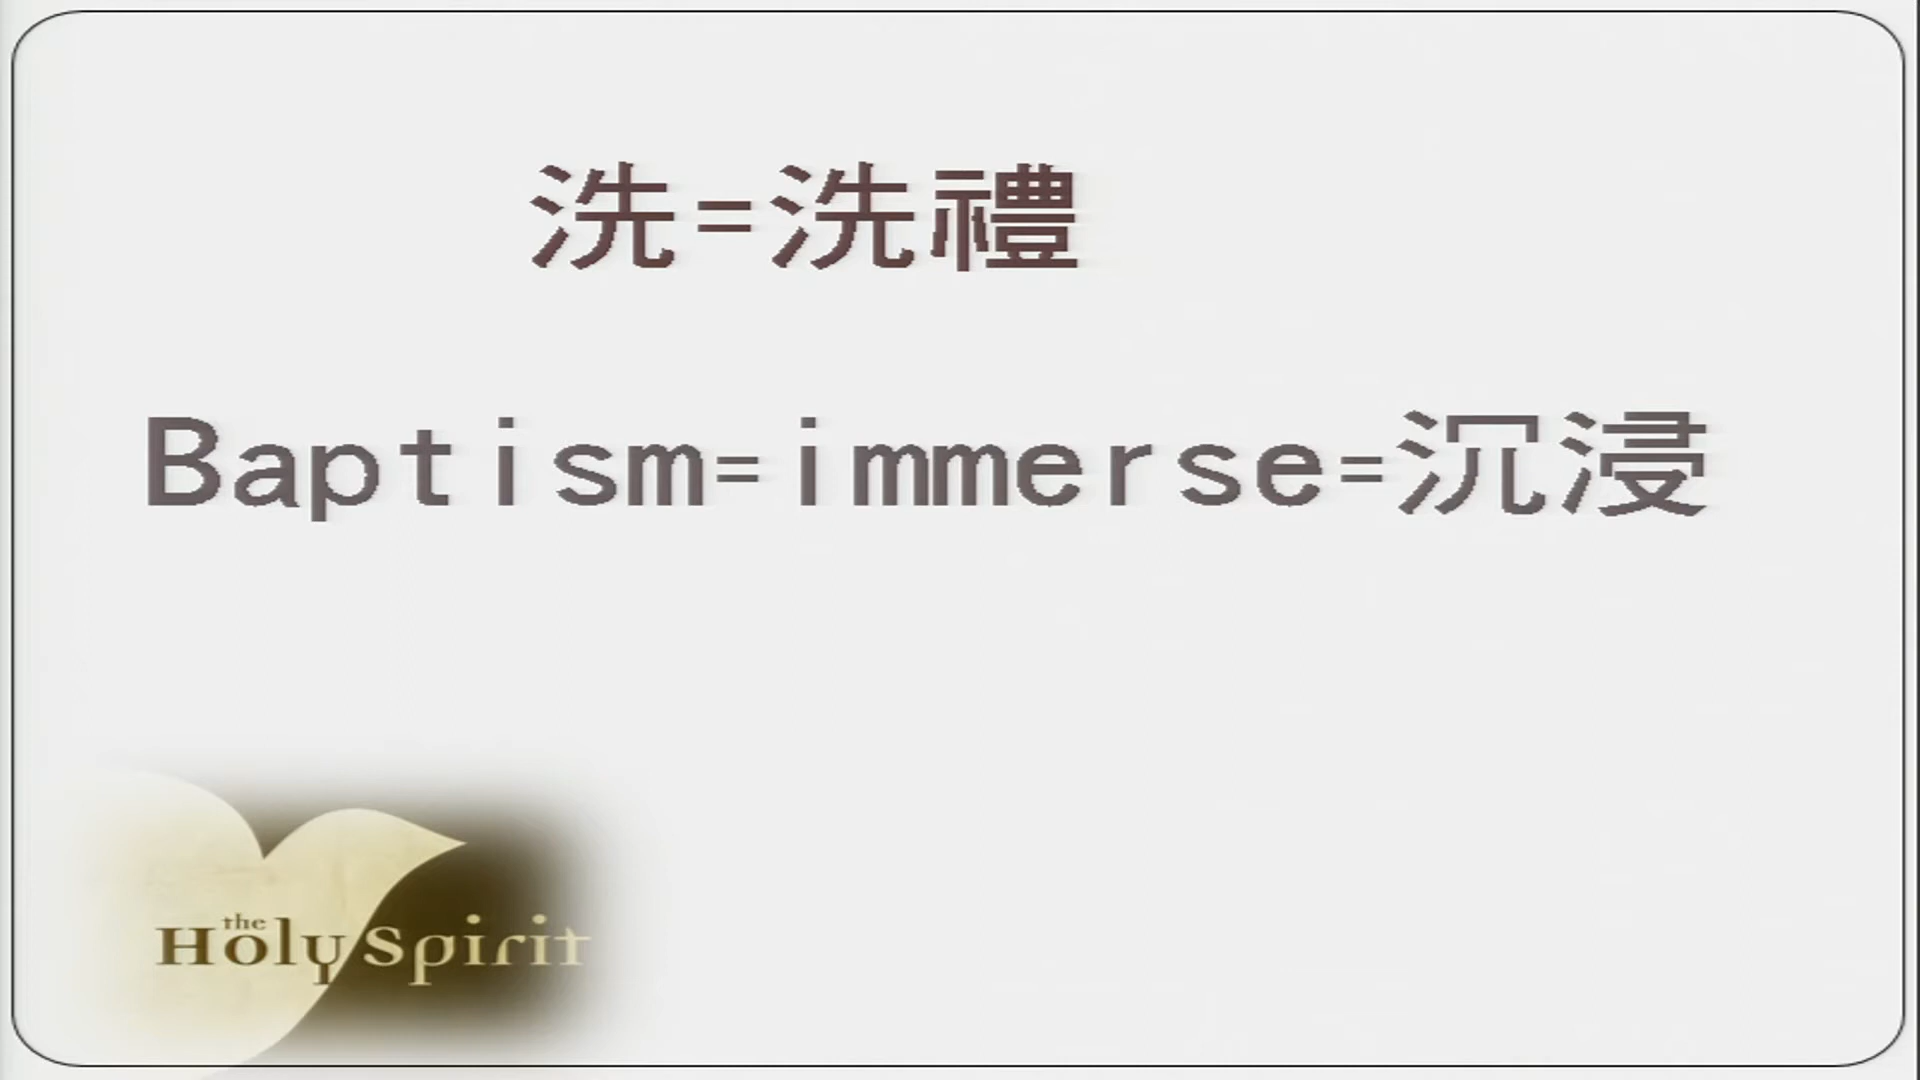 洗=洗禮
Baptism=immerse=沉浸
the
Holy Spirit